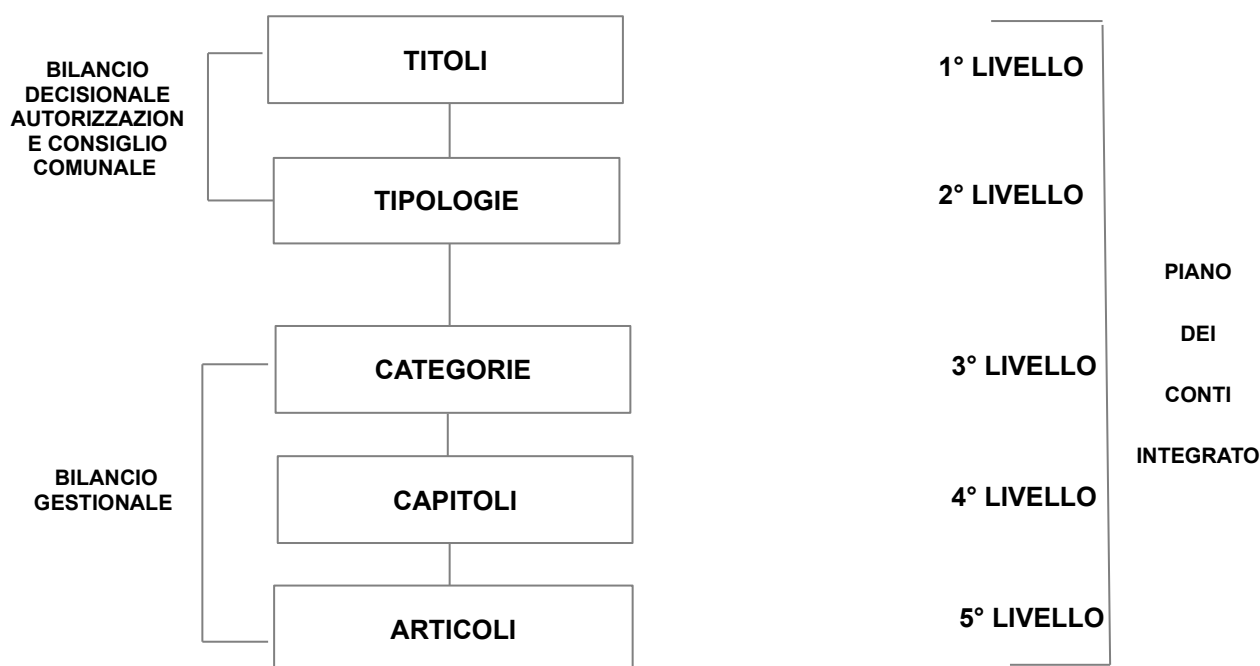 TITOLI
1° LIVELLO
BILANCIO
DECISIONALE
AUTORIZZAZION
E CONSIGLIO
COMUNALE
TIPOLOGIE
2° LIVELLO
CATEGORIE
3° LIVELLO
BILANCIO
GESTIONALE
CAPITOLI
4° LIVELLO
ARTICOLI
5° LIVELLO
PIANO
DEI
CONTI
INTEGRATO